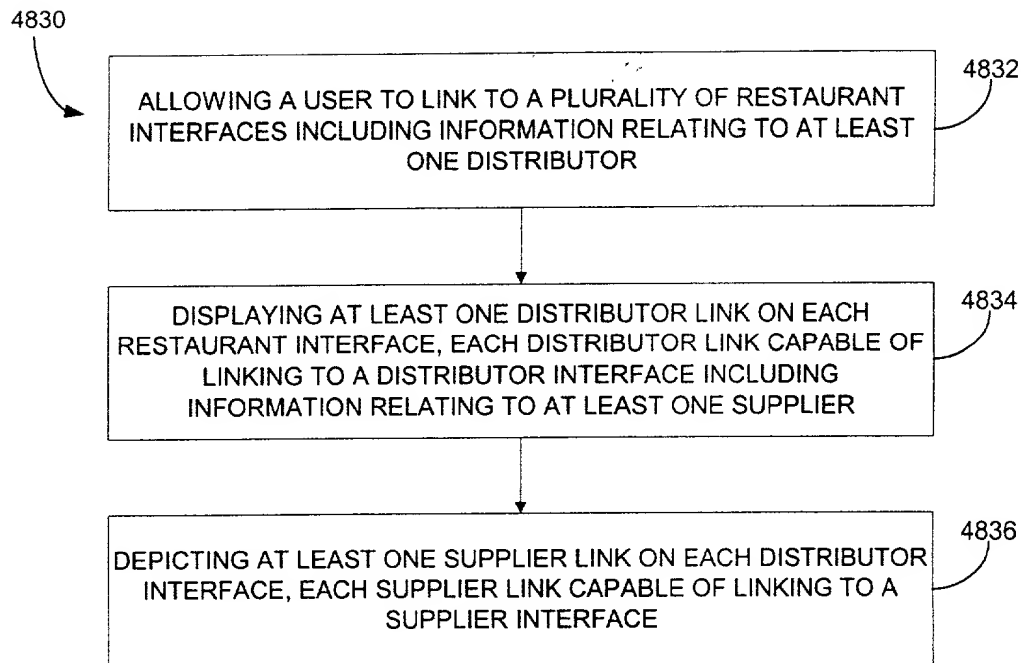 4830
4832
ALLOWING A USER TO LINK TO A PLURALITY OF RESTAURANT
INTERFACES INCLUDING INFORMATION RELATING TO AT LEAST
ONE DISTRIBUTOR
4834
DISPLAYING AT LEAST ONE DISTRIBUTOR LINK ON EACH
RESTAURANT INTERFACE, EACH DISTRIBUTOR LINK CAPABLE OF
LINKING TO A DISTRIBUTOR INTERFACE INCLUDING
INFORMATION RELATING TO AT LEAST ONE SUPPLIER
4836
DEPICTING AT LEAST ONE SUPPLIER LINK ON EACH DISTRIBUTOR
INTERFACE, EACH SUPPLIER LINK CAPABLE OF LINKING TO A
SUPPLIER INTERFACE